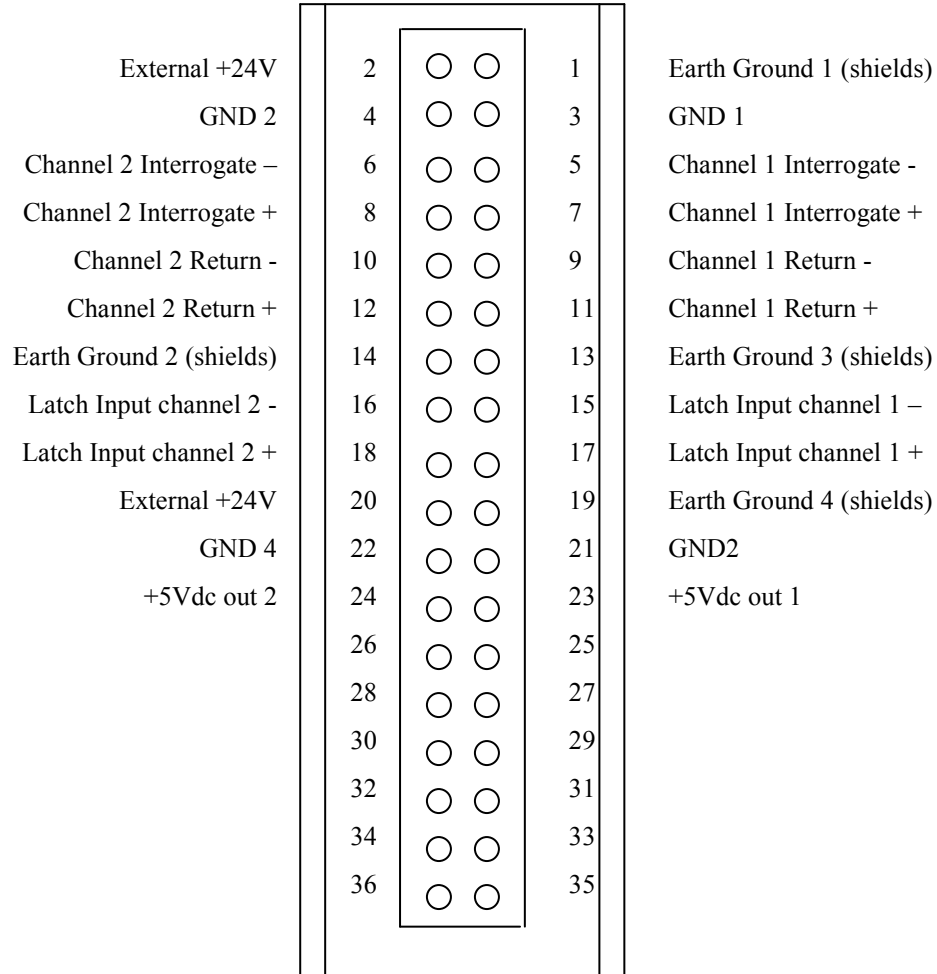 External +24V 2 1 Earth Ground 1 (shields)
GND 2 4 3 GND 1
Channel 2 Interrogate – 6 5 Channel 1 Interrogate -
Channel 2 Interrogate + 8 7 Channel 1 Interrogate +
Channel 2 Return - 10 9 Channel 1 Return -
Channel 2 Return + 12 11 Channel 1 Return +
Earth Ground 2 (shields) 14 13 Earth Ground 3 (shields)
Latch Input channel 2 - 16 15 Latch Input channel 1 –
Latch Input channel 2 + 18 17 Latch Input channel 1 +
External +24V 20 19 Earth Ground 4 (shields)
GND 4 22 21 GND2
+5Vdc out 2 24 23 +5Vdc out 1
26 25
28 27
30 29
32 31
34 33
36 35